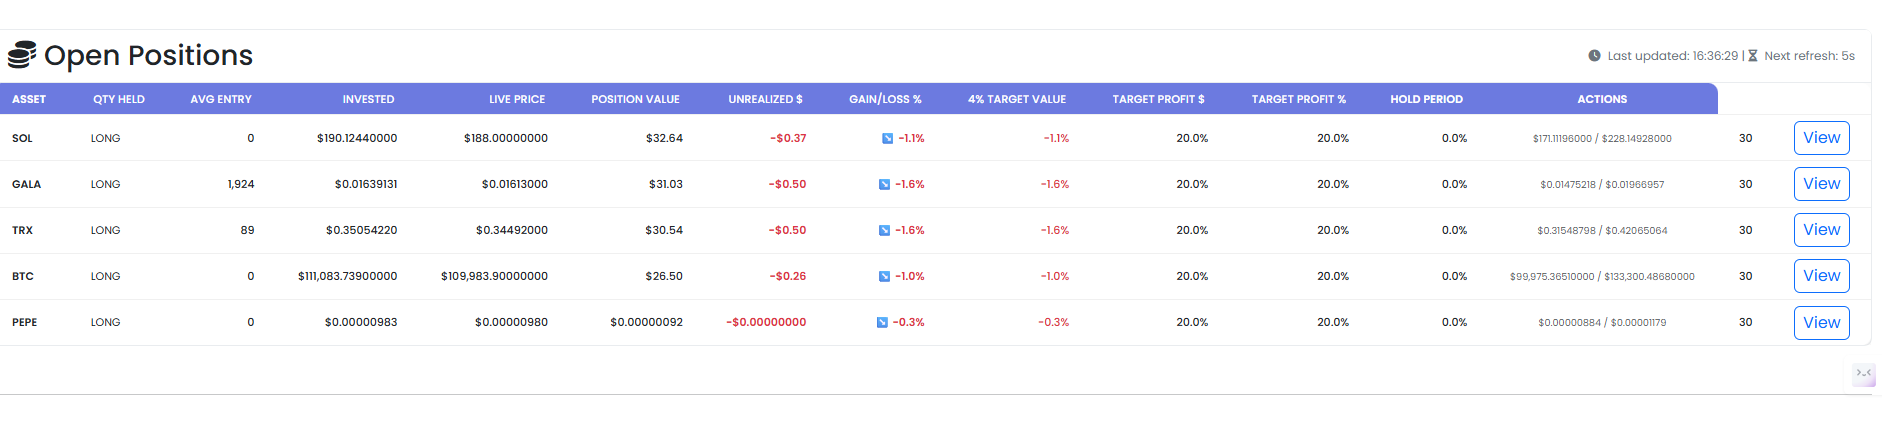 Open Positions
Last updated: 16:36:29 | Next refresh: 5s
ASSET QTY HELD AVG ENTRY INVESTED LIVE PRICE POSITION VALUE UNREALIZED $ GAIN/LOSS % 4% TARGET VALUE TARGET PROFIT $ TARGET PROFIT % HOLD PERIOD ACTIONS
SOL LONG 0 $190.12440000 $188.00000000 $32.64 -$0.37 -1.1% -1.1% 20.0% 20.0% 0.0% $171.11196000 / $228.14928000 30 View
GALA LONG 1,924 $0.01639131 $0.01613000 $31.03 -$0.50 -1.6% -1.6% 20.0% 20.0% 0.0% $0.01475218 / $0.01966957 30 View
TRX LONG 89 $0.35054220 $0.34492000 $30.54 -$0.50 -1.6% -1.6% 20.0% 20.0% 0.0% $0.31548798 / $0.42065064 30 View
BTC LONG 0 $111,083.73900000 $109,983.90000000 $26.50 -$0.26 -1.0% -1.0% 20.0% 20.0% 0.0% $99,975.36510000 / $133,300.48680000 30 View
PEPE LONG 0 $0.00000983 $0.00000980 $0.00000092 -$0.00000000 -0.3% -0.3% 20.0% 20.0% 0.0% $0.00000884 / $0.00001179 30 View